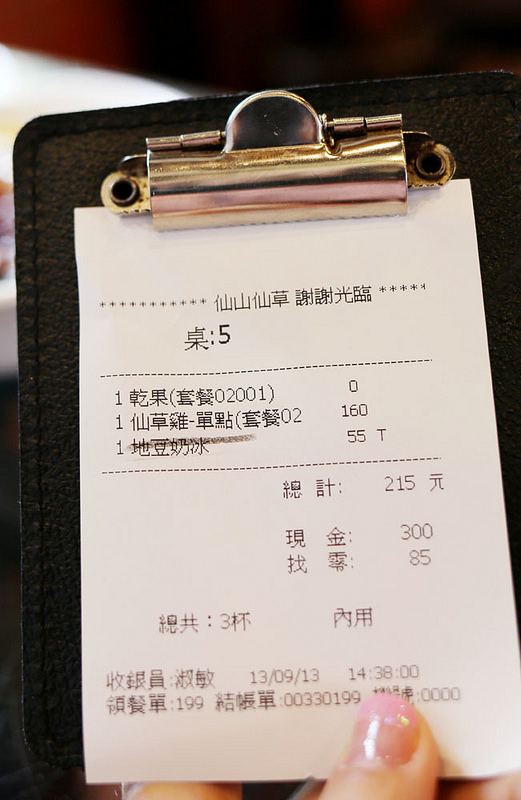 ********** 仙山仙草 謝謝光臨 *****
桌:5
1 乾果(套餐02001) 0
1 仙草雞-單點(套餐02 160
1 地豆奶冰 55 T
總 計: 215 元
現 金: 300
找 零: 85
總共：3杯 內用
收銀員:淑敏 13/09/13 14:38:00
領餐單:199 結帳單:00330199 機號:0000